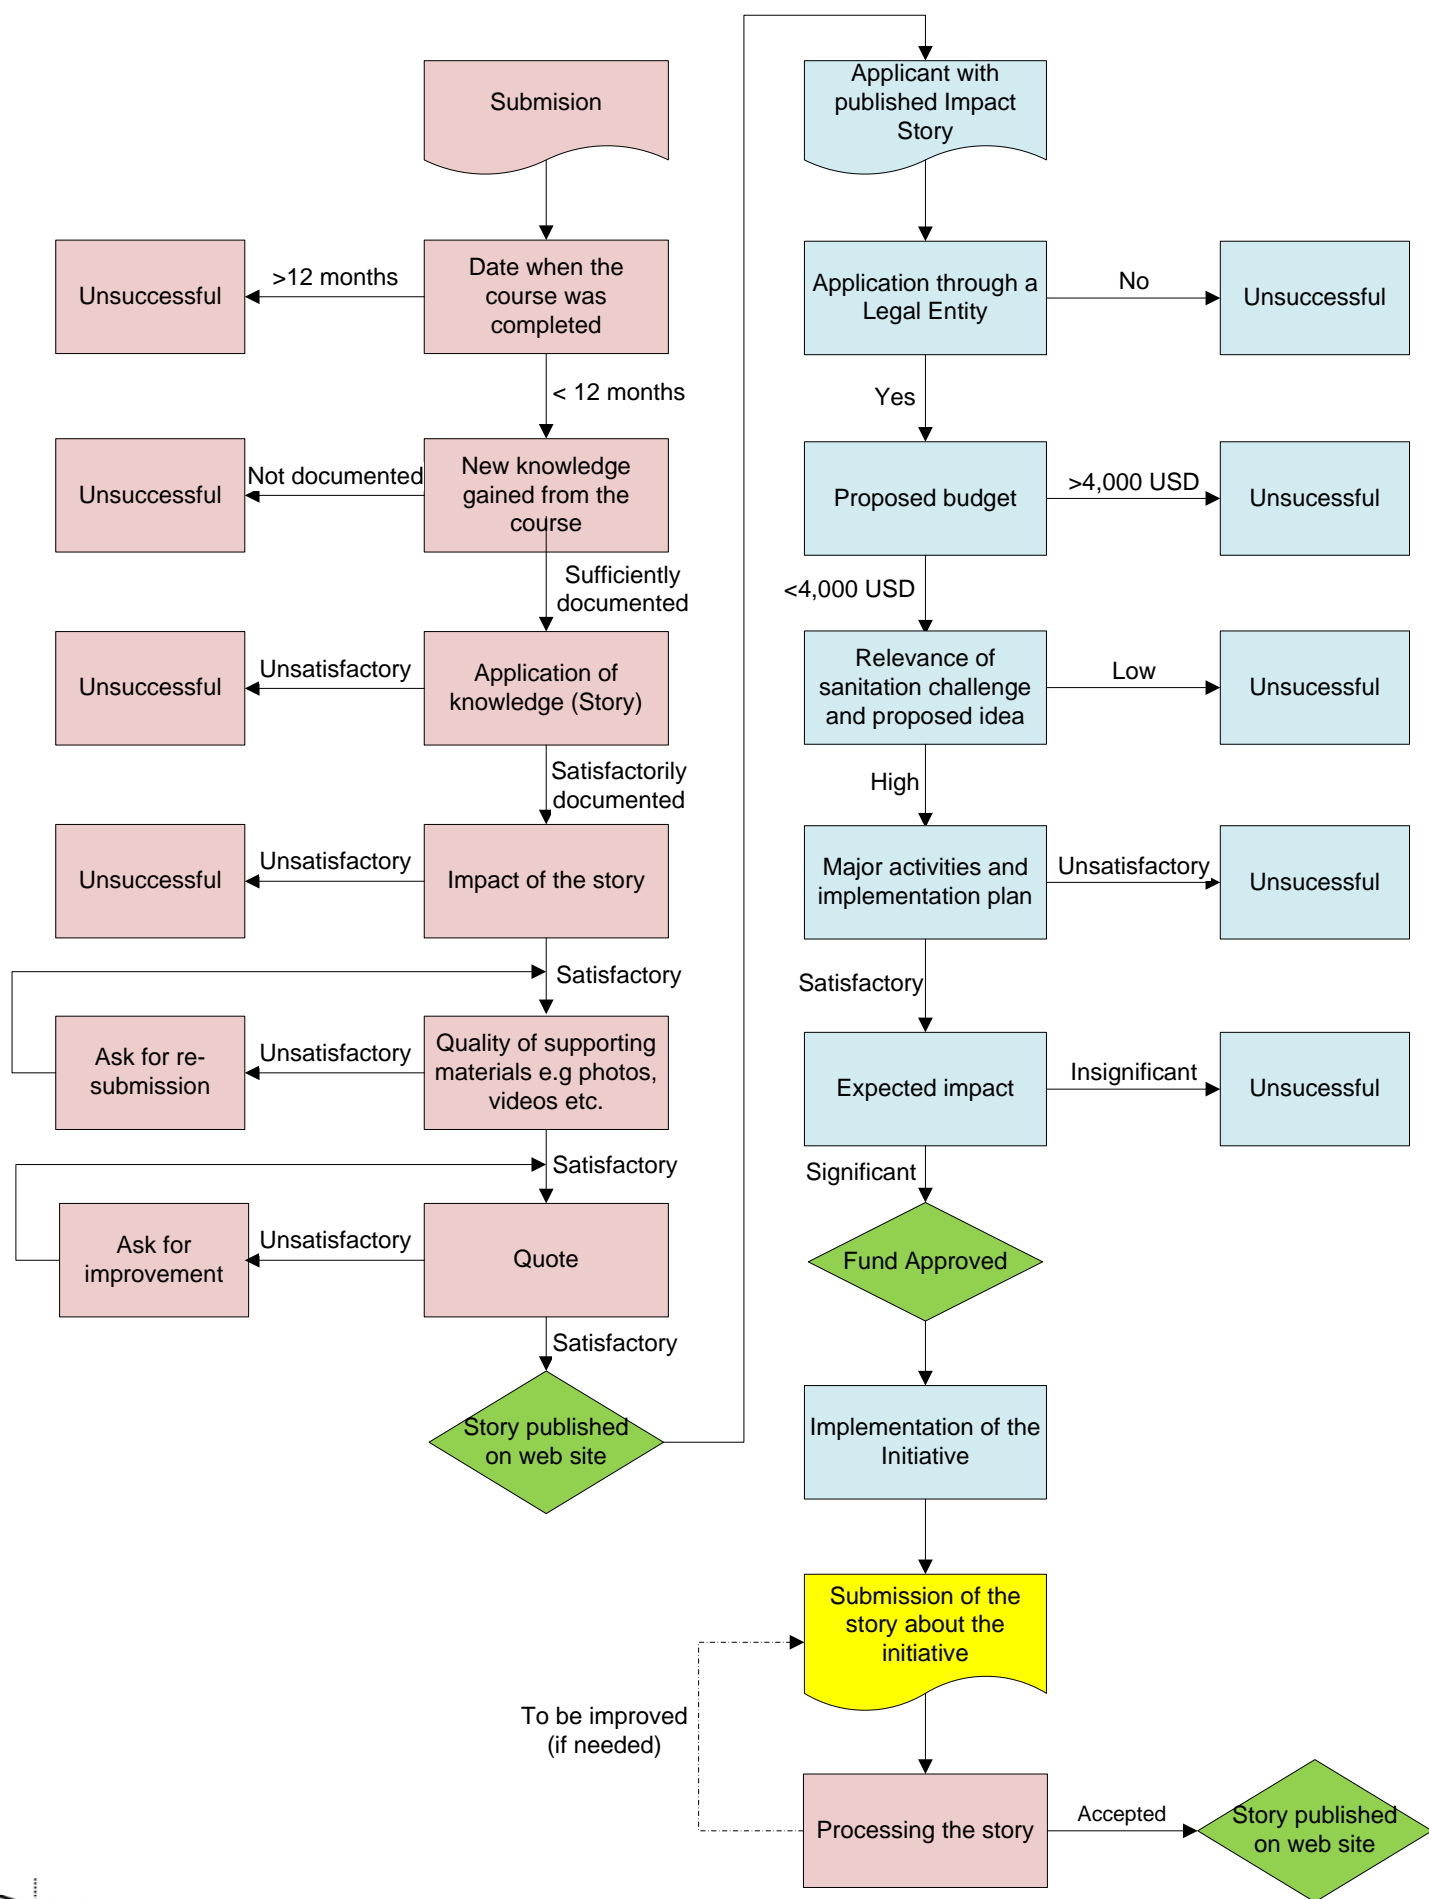 Submision
Unsuccessful
>12 months
Date when the
course was
completed
< 12 months
Unsuccessful
Not documented
New knowledge
gained from the
course
Sufficiently
documented
Unsuccessful
Unsatisfactory
Application of
knowledge (Story)
Satisfactorily
documented
Unsuccessful
Unsatisfactory
Impact of the story
Satisfactory
Ask for re-
submission
Unsatisfactory
Quality of supporting
materials e.g photos,
videos etc.
Satisfactory
Ask for
improvement
Unsatisfactory
Quote
Satisfactory
Story published
on web site
Applicant with
published Impact
Story
Application through a
Legal Entity
No
Unsuccessful
Yes
Proposed budget
>4,000 USD
Unsucessful
<4,000 USD
Relevance of
sanitation challenge
and proposed idea
Low
Unsucessful
High
Major activities and
implementation plan
Unsatisfactory
Unsucessful
Satisfactory
Expected impact
Insignificant
Unsucessful
Significant
Fund Approved
Implementation of the
Initiative
Submission of the
story about the
initiative
To be improved
(if needed)
Processing the story
Accepted
Story published
on web site